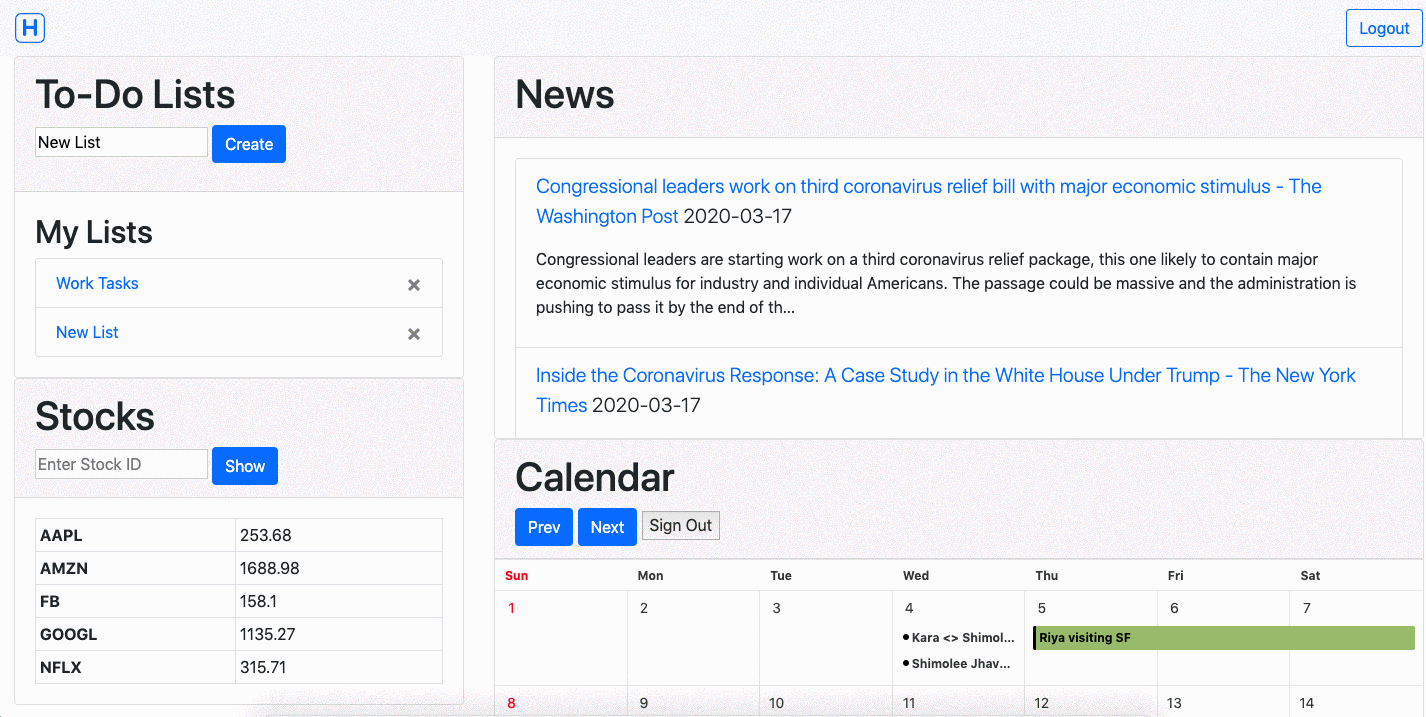 H
Logout
To-Do Lists
New List
Create
My Lists
Work Tasks
×
New List
×
Stocks
Enter Stock ID
Show
AAPL 253.68
AMZN 1688.98
FB 158.1
GOOGL 1135.27
NFLX 315.71
News
Congressional leaders work on third coronavirus relief bill with major economic stimulus - The
Washington Post 2020-03-17
Congressional leaders are starting work on a third coronavirus relief package, this one likely to contain major
economic stimulus for industry and individual Americans. The passage could be massive and the administration is
pushing to pass it by the end of th...
Inside the Coronavirus Response: A Case Study in the White House Under Trump - The New York
Times 2020-03-17
Calendar
Prev Next Sign Out
Sun Mon Tue Wed Thu Fri Sat
1 2 3 4 5 6 7
Kara <> Shimol...
Riya visiting SF
Shimolee Jhav...
8 9 10 11 12 13 14